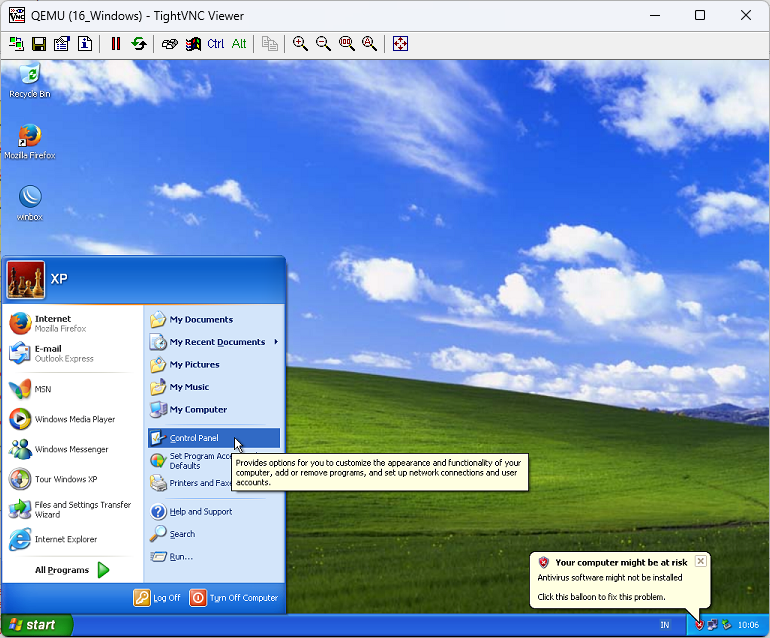 QEMU (16_Windows) - TightVNC Viewer
Ctrl Alt
Recycle Bin
Mozilla Firefox
winbox
XP
Internet
Mozilla Firefox
E-mail
Outlook Express
MSN
Windows Media Player
Windows Messenger
Tour Windows XP
Files and Settings Transfer
Wizard
Internet Explorer
All Programs
My Documents
My Recent Documents
My Pictures
My Music
My Computer
Control Panel
Set Program Acc
Defaults
Printers and Faxe
Help and Support
Search
Run...
Provides options for you to customize the appearance and functionality of your
computer, add or remove programs, and set up network connections and user
accounts.
Log Off
Turn Off Computer
Your computer might be at risk
Antivirus software might not be installed
Click this balloon to fix this problem.
start
IN
10:06